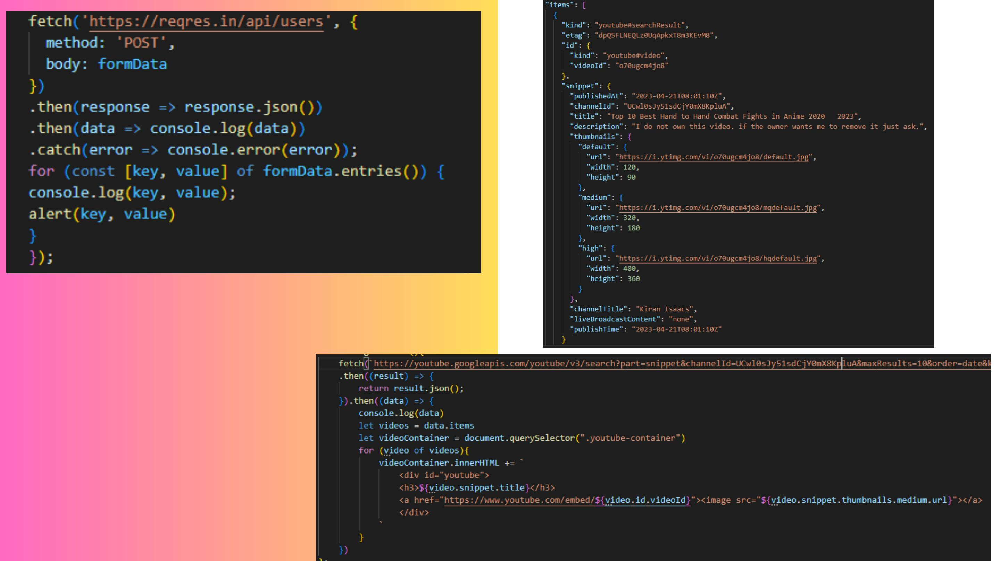 fetch('https://reqres.in/api/users', {
method: 'POST',
body: formData
})
.then(response => response.json())
.then(data => console.log(data))
.catch(error => console.error(error));
for (const [key, value] of formData.entries()) {
console.log(key, value);
alert(key, value)
}
});
"items": [
{
"kind": "youtube#searchResult",
"etag": "dpQSFLNEQLz0UqApkxT8m3KEvM8",
"id": {
"kind": "youtube#video",
"videoId": "o70ugcm4jo8"
},
"snippet": {
"publishedAt": "2023-04-21T08:01:10Z",
"channelId": "UCwl0sJy51sdCjY0mX8KpluA",
"title": "Top 10 Best Hand to Hand Combat Fights in Anime 2020   2023",
"description": "I do not own this video. if the owner wants me to remove it just ask.",
"thumbnails": {
"default": {
"url": "https://i.ytimg.com/vi/o70ugcm4jo8/default.jpg",
"width": 120,
"height": 90
},
"medium": {
"url": "https://i.ytimg.com/vi/o70ugcm4jo8/mqdefault.jpg",
"width": 320,
"height": 180
},
"high": {
"url": "https://i.ytimg.com/vi/o70ugcm4jo8/hqdefault.jpg",
"width": 480,
"height": 360
}
},
"channelTitle": "Kiran Isaacs",
"liveBroadcastContent": "none",
"publishTime": "2023-04-21T08:01:10Z"
}
fetch(`https://youtube.googleapis.com/youtube/v3/search?part=snippet&channelId=UCwl0sJy51sdCjY0mX8KpluA&maxResults=10&order=date&k
.then((result) => {
return result.json();
}).then((data) => {
console.log(data)
let videos = data.items
let videoContainer = document.querySelector(".youtube-container")
for (video of videos){
videoContainer.innerHTML += `
<div id="youtube">
<h3>${video.snippet.title}</h3>
<a href="https://www.youtube.com/embed/${video.id.videoId}"><image src="${video.snippet.thumbnails.medium.url}"></a>
</div>
`
}
})